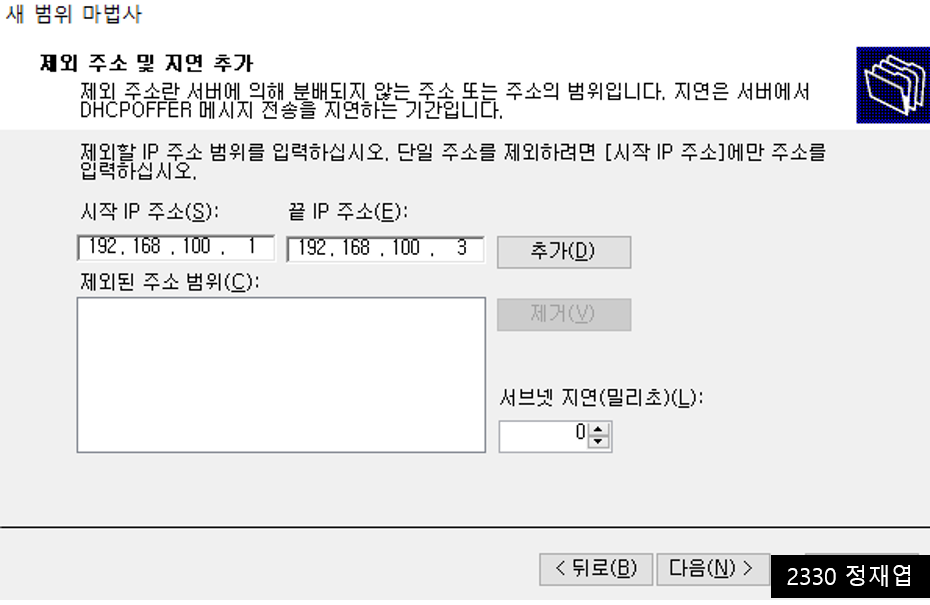 새 범위 마법사
제외 주소 및 지연 추가
제외 주소란 서버에 의해 분배되지 않는 주소 또는 주소의 범위입니다. 지연은 서버에서
DHCPOFFER 메시지 전송을 지연하는 기간입니다.
제외할 IP 주소 범위를 입력하십시오. 단일 주소를 제외하려면 [시작 IP 주소]에만 주소를
입력하십시오.
시작 IP 주소(S): 끝 IP 주소(E):
192 . 168 . 100 . 1 192 . 168 . 100 . 3 추가(D)
제외된 주소 범위(C):
제거(V)
서브넷 지연(밀리초)(L):
0
< 뒤로(B) 다음(N) > 2330 정재엽